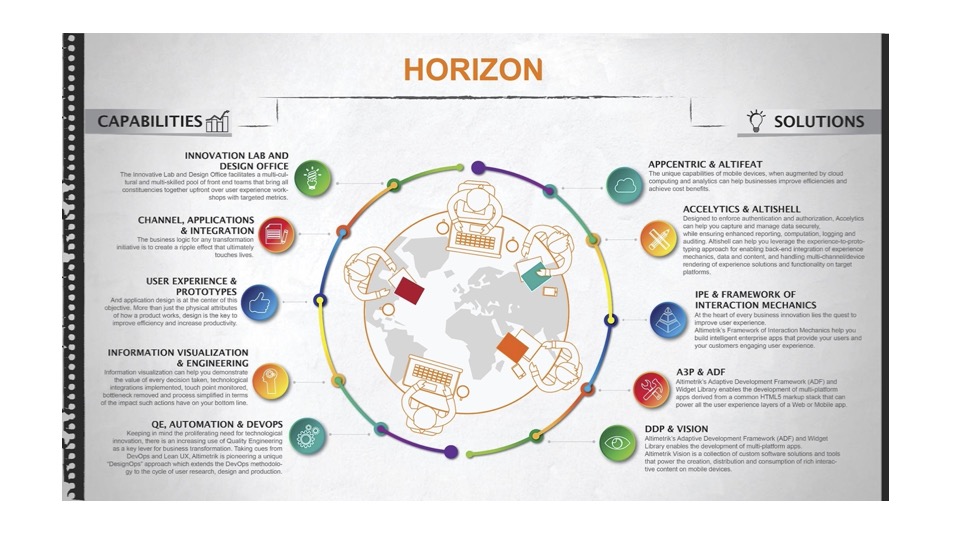 HORIZON
CAPABILITIES
INNOVATION LAB AND
DESIGN OFFICE
The Innovative Lab and Design Office facilitates a multi-cul-
tural and multi-skilled pool of front end teams that bring all
constituencies together upfront over user experience work-
shops with targeted metrics.
CHANNEL, APPLICATIONS
& INTEGRATION
The business logic for any transformation
initiative is to create a ripple effect that ultimately
touches lives.
USER EXPERIENCE &
PROTOTYPES
And application design is at the center of this
objective. More than just the physical attributes
of how a product works, design is the key to
improve efficiency and increase productivity.
INFORMATION VISUALIZATION
& ENGINEERING
Information visualization can help you demonstrate
the value of every decision taken, technological
integrations implemented, touch point monitored,
bottleneck removed and process simplified in terms
of the impact such actions have on your bottom line.
QE, AUTOMATION & DEVOPS
Keeping in mind the proliferating need for technological
innovation, there is an increasing use of Quality Engineering
as a key lever for business transformation. Taking cues from
DevOps and Lean UX, Altimetrik is pioneering a unique
"DesignOps" approach which extends the DevOps methodolo-
gy to the cycle of user research, design and production.
SOLUTIONS
APPCENTRIC & ALTIFEAT
The unique capabilities of mobile devices, when augmented by cloud
computing and analytics can help businesses improve efficiencies and
achieve cost benefits.
ACCELYTICS & ALTISHELL
Designed to enforce authentication and authorization, Accelytics
can help you capture and manage data securely,
while ensuring enhanced reporting, computation, logging and
auditing. Altishell can help you leverage the experience-to-proto-
typing approach for enabling back-end integration of experience
mechanics, data and content, and handling multi-channel/device
rendering of experience solutions and functionality on target
platforms.
IPE & FRAMEWORK OF
INTERACTION MECHANICS
At the heart of every business innovation lies the quest to
improve user experience.
Altimetrik's Framework of Interaction Mechanics help you
build intelligent enterprise apps that provide your users and
your customers engaging user experience.
A3P & ADF
Altimetrik's Adaptive Development Framework (ADF) and
Widget Library enables the development of multi-platform
apps derived from a common HTML5 markup stack that can
power all the user experience layers of a Web or Mobile app.
DDP & VISION
Altimetrik's Adaptive Development Framework (ADF) and Widget
Library enables the development of multi-platform apps.
Altimetrik Vision is a collection of custom software solutions and tools
that power the creation, distribution and consumption of rich interac-
tive content on mobile devices.